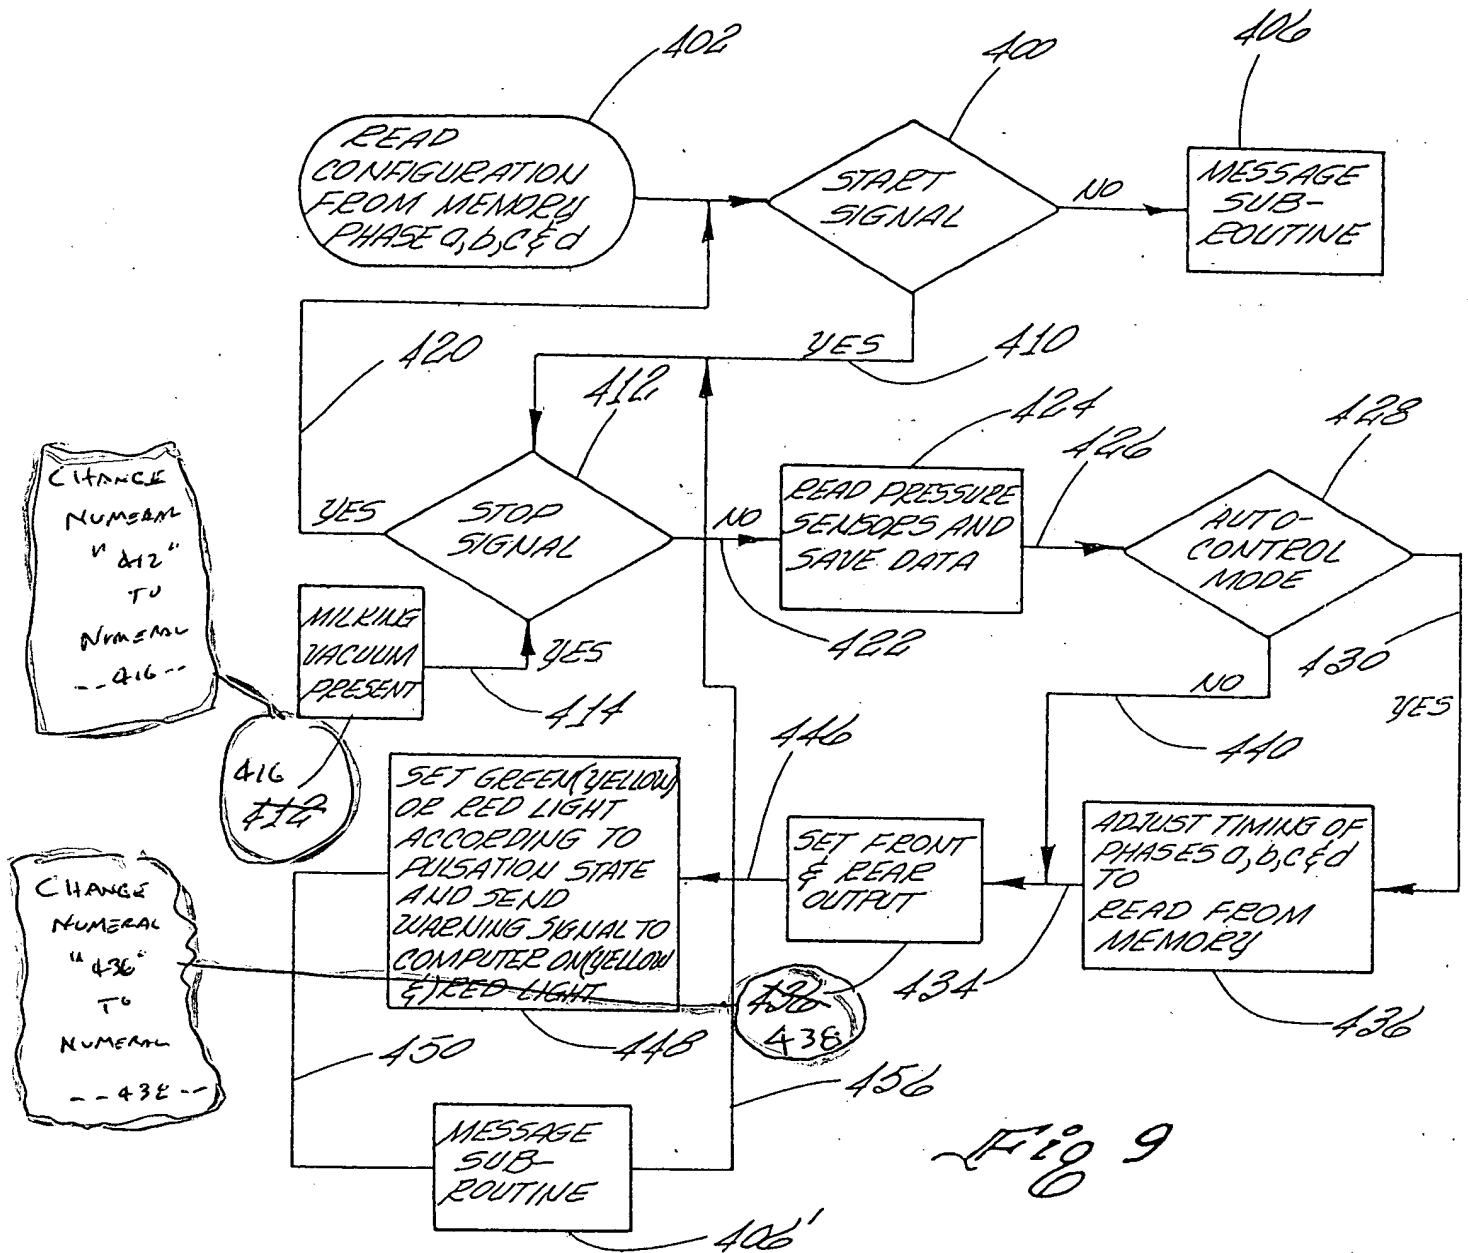 402
400
406
READ
CONFIGURATION
FROM MEMORY
PHASE a, b, c & d
START
SIGNAL
NO
MESSAGE
SUB-
ROUTINE
YES
410
420
412
424
426
428
YES
STOP
SIGNAL
NO
READ PRESSURE
SENSORS AND
SAVE DATA
AUTO-
CONTROL
MODE
422
430
YES
NO
440
MILKING
VACUUM
PRESENT
YES
414
CHANGE
NUMERAL
"412"
TO
NUMERAL
--416--
416
412
446
SET GREEN(YELLOW)
OR RED LIGHT
ACCORDING TO
PULSATION STATE
AND SEND
WARNING SIGNAL TO
COMPUTER ON(YELLOW
&)RED LIGHT
SET FRONT
& REAR
OUTPUT
ADJUST TIMING OF
PHASES a, b, c & d
TO
READ FROM
MEMORY
CHANGE
NUMERAL
"436"
TO
NUMERAL
--438--
436
438
434
436
448
450
456
MESSAGE
SUB-
ROUTINE
406'
Fig 9